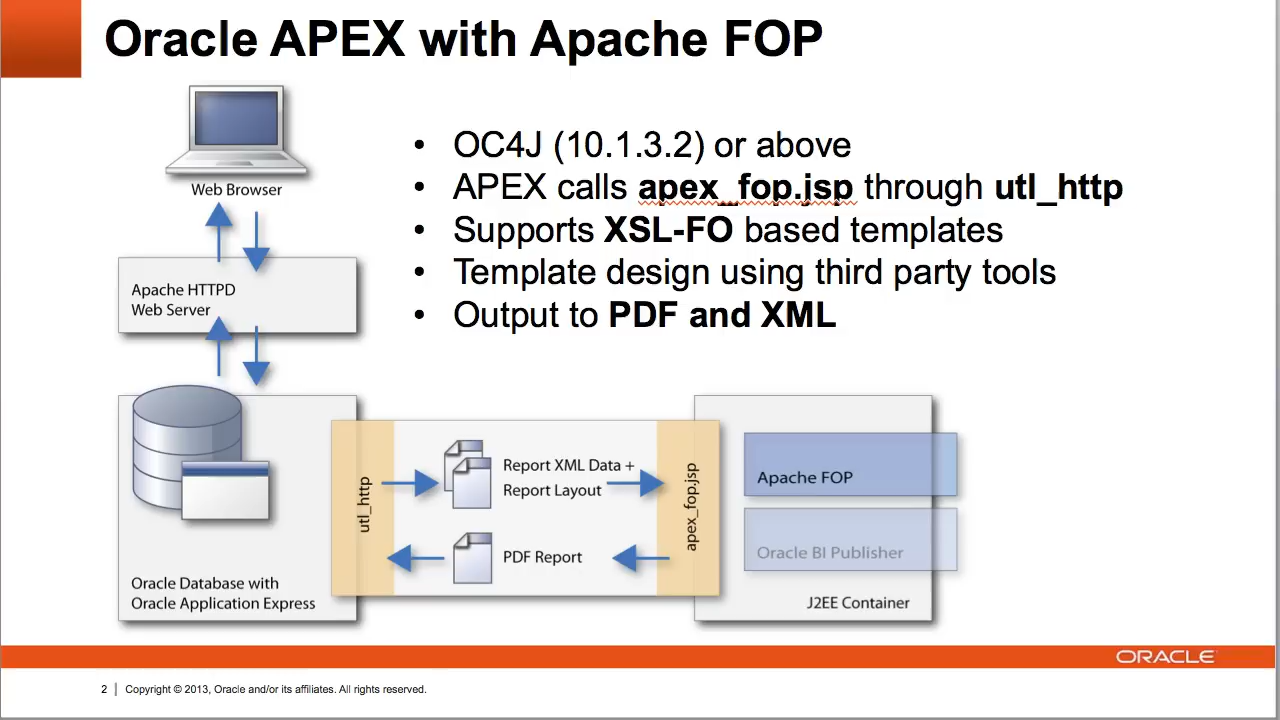 Oracle APEX with Apache FOP
Web Browser
Apache HTTPD
Web Server
• OC4J (10.1.3.2) or above
• APEX calls apex_fop.jsp through utl_http
• Supports XSL-FO based templates
• Template design using third party tools
• Output to PDF and XML
Oracle Database with
Oracle Application Express
utl_http
Report XML Data +
Report Layout
PDF Report
apex_fop.jsp
Apache FOP
Oracle BI Publisher
J2EE Container
ORACLE
2 | Copyright © 2013, Oracle and/or its affiliates. All rights reserved.